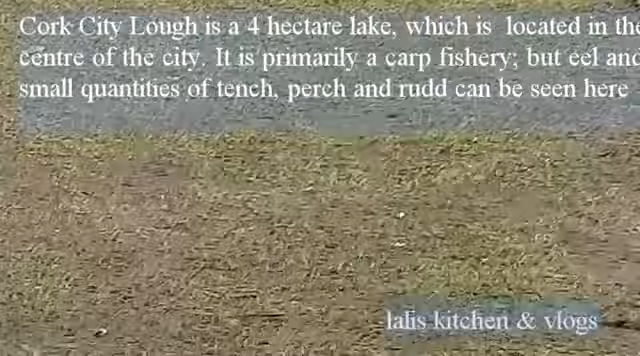 Cork City Lough is a 4 hectare lake, which is located in the
centre of the city. It is primarily a carp fishery; but eel and
small quantities of tench, perch and rudd can be seen here
lalis kitchen & vlogs